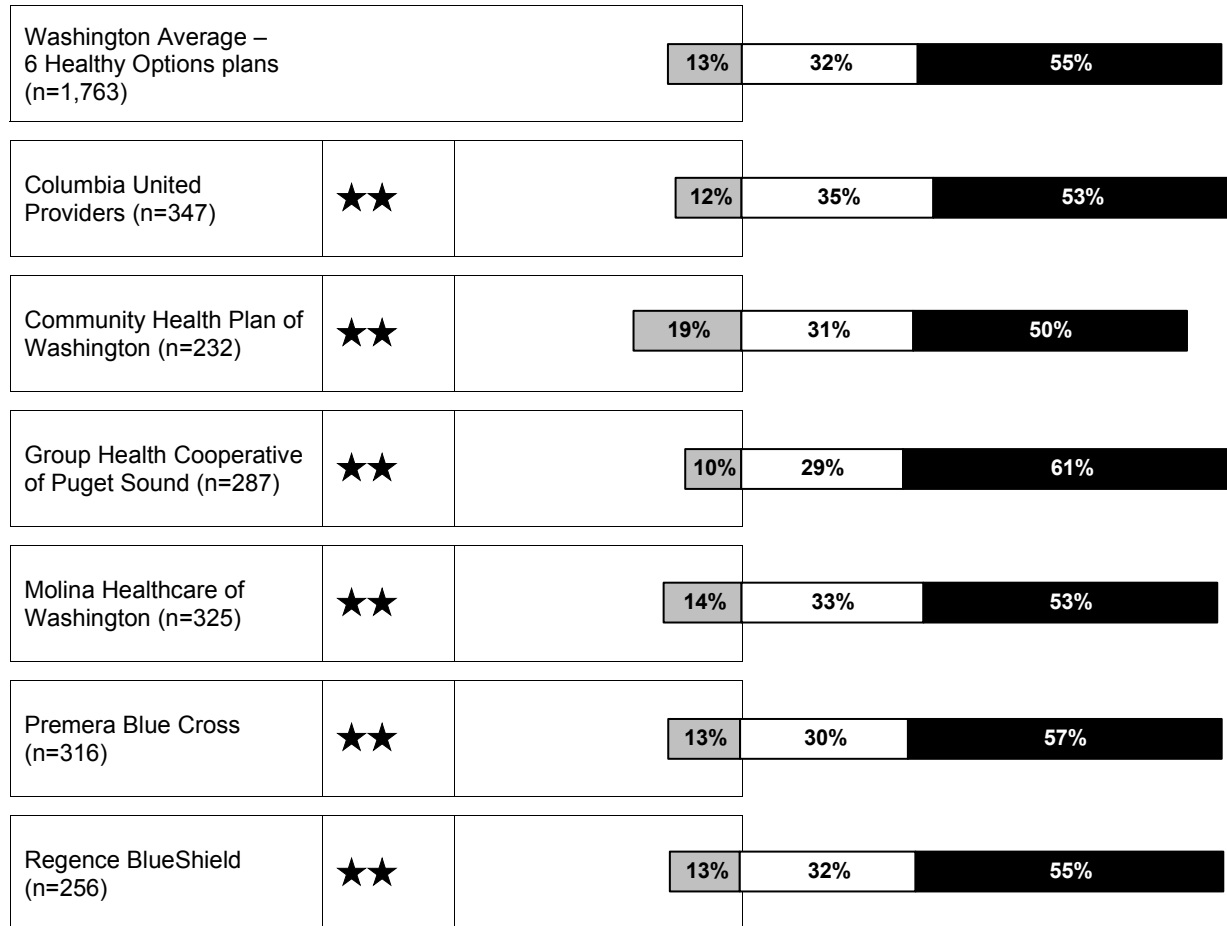 Washington Average –
6 Healthy Options plans
(n=1,763)
13% 32% 55%
Columbia United
Providers (n=347)
★★
12% 35% 53%
Community Health Plan of
Washington (n=232)
★★
19% 31% 50%
Group Health Cooperative
of Puget Sound (n=287)
★★
10% 29% 61%
Molina Healthcare of
Washington (n=325)
★★
14% 33% 53%
Premera Blue Cross
(n=316)
★★
13% 30% 57%
Regence BlueShield
(n=256)
★★
13% 32% 55%